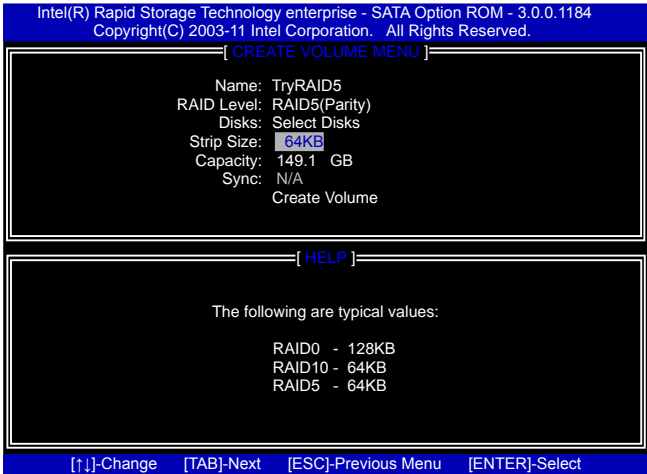 Intel(R) Rapid Storage Technology enterprise - SATA Option ROM - 3.0.0.1184
Copyright(C) 2003-11 Intel Corporation. All Rights Reserved.
[ CREATE VOLUME MENU ]
Name: TryRAID5
RAID Level: RAID5(Parity)
Disks: Select Disks
Strip Size: 64KB
Capacity: 149.1 GB
Sync: N/A
Create Volume
[ HELP ]
The following are typical values:
RAID0 - 128KB
RAID10 - 64KB
RAID5 - 64KB
[↑↓]-Change [TAB]-Next [ESC]-Previous Menu [ENTER]-Select